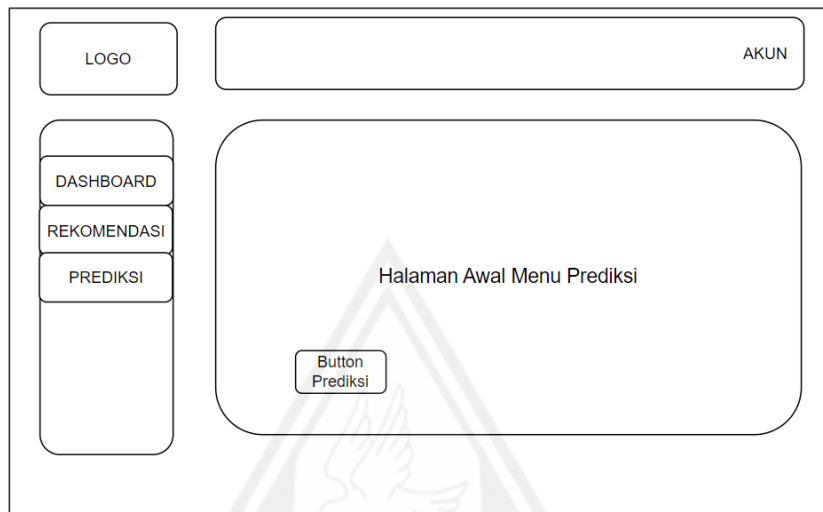 LOGO
AKUN
DASHBOARD
REKOMENDASI
PREDIKSI
Halaman Awal Menu Prediksi
Button
Prediksi